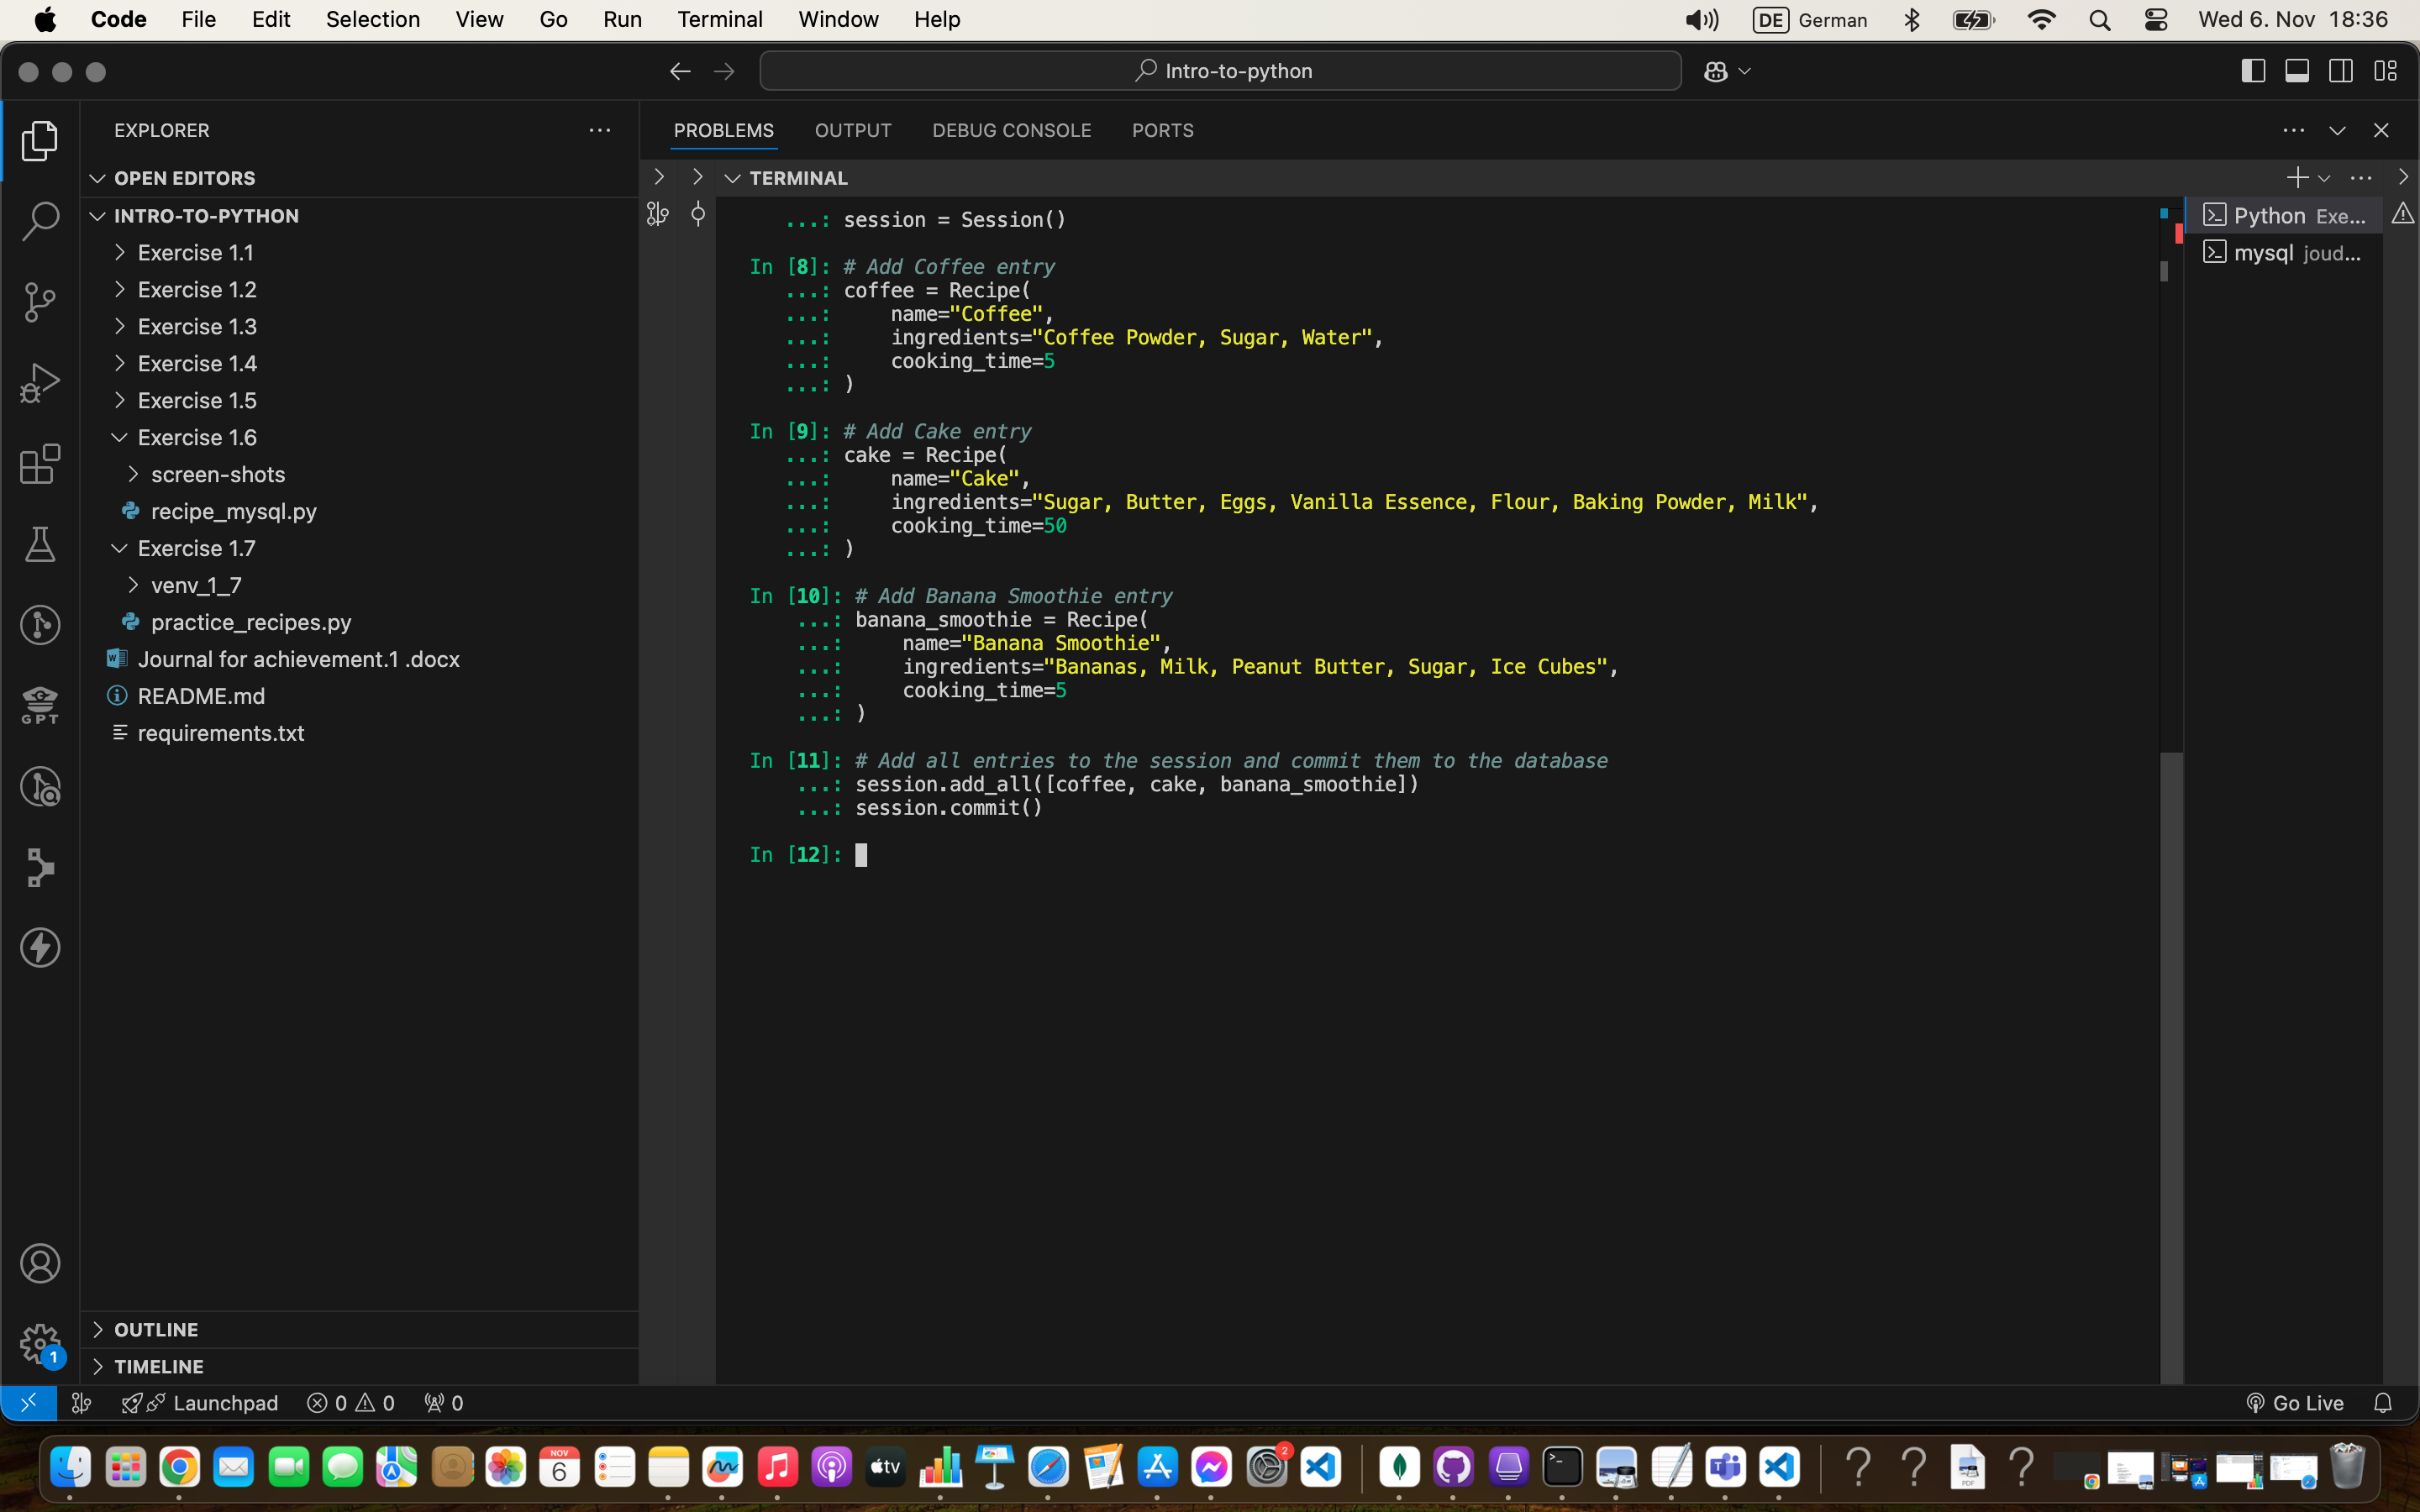 Code File Edit Selection View Go Run Terminal Window Help DE German Wed 6. Nov 18:36
Intro-to-python
EXPLORER
PROBLEMS OUTPUT DEBUG CONSOLE PORTS
OPEN EDITORS
TERMINAL
INTRO-TO-PYTHON
Exercise 1.1
Exercise 1.2
Exercise 1.3
Exercise 1.4
Exercise 1.5
Exercise 1.6
screen-shots
recipe_mysql.py
Exercise 1.7
venv_1_7
practice_recipes.py
Journal for achievement.1 .docx
README.md
requirements.txt
OUTLINE
TIMELINE
GPT
1
...: session = Session()
In [8]: # Add Coffee entry
...: coffee = Recipe(
...:     name="Coffee",
...:     ingredients="Coffee Powder, Sugar, Water",
...:     cooking_time=5
...: )
In [9]: # Add Cake entry
...: cake = Recipe(
...:     name="Cake",
...:     ingredients="Sugar, Butter, Eggs, Vanilla Essence, Flour, Baking Powder, Milk",
...:     cooking_time=50
...: )
In [10]: # Add Banana Smoothie entry
...: banana_smoothie = Recipe(
...:     name="Banana Smoothie",
...:     ingredients="Bananas, Milk, Peanut Butter, Sugar, Ice Cubes",
...:     cooking_time=5
...: )
In [11]: # Add all entries to the session and commit them to the database
...: session.add_all([coffee, cake, banana_smoothie])
...: session.commit()
In [12]:
Python Exe...
mysql joud...
Launchpad 0 0 0 Go Live
NOV
6
tv
2
PDF